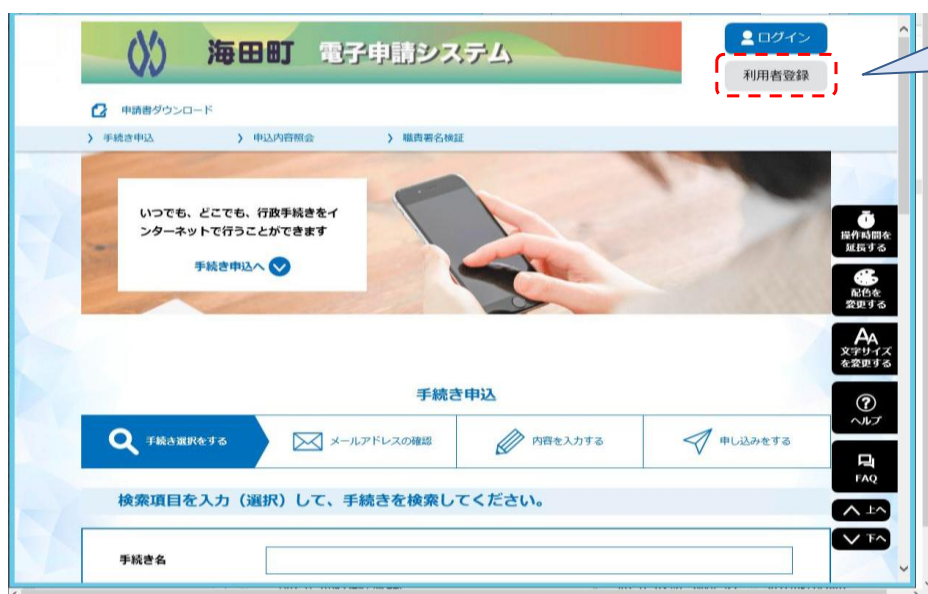 海田町 電子申請システム
ログイン
利用者登録
申請書ダウンロード
手続き申込
申込内容照会
職責署名検証
いつでも、どこでも、行政手続きをイ
ンターネットで行うことができます
手続き申込へ
操作時間を
延長する
配色を
変更する
AA
文字サイズ
を変更する
ヘルプ
FAQ
上へ
下へ
手続き申込
手続き選択をする
メールアドレスの確認
内容を入力する
申し込みをする
検索項目を入力(選択)して、手続きを検索してください。
手続き名